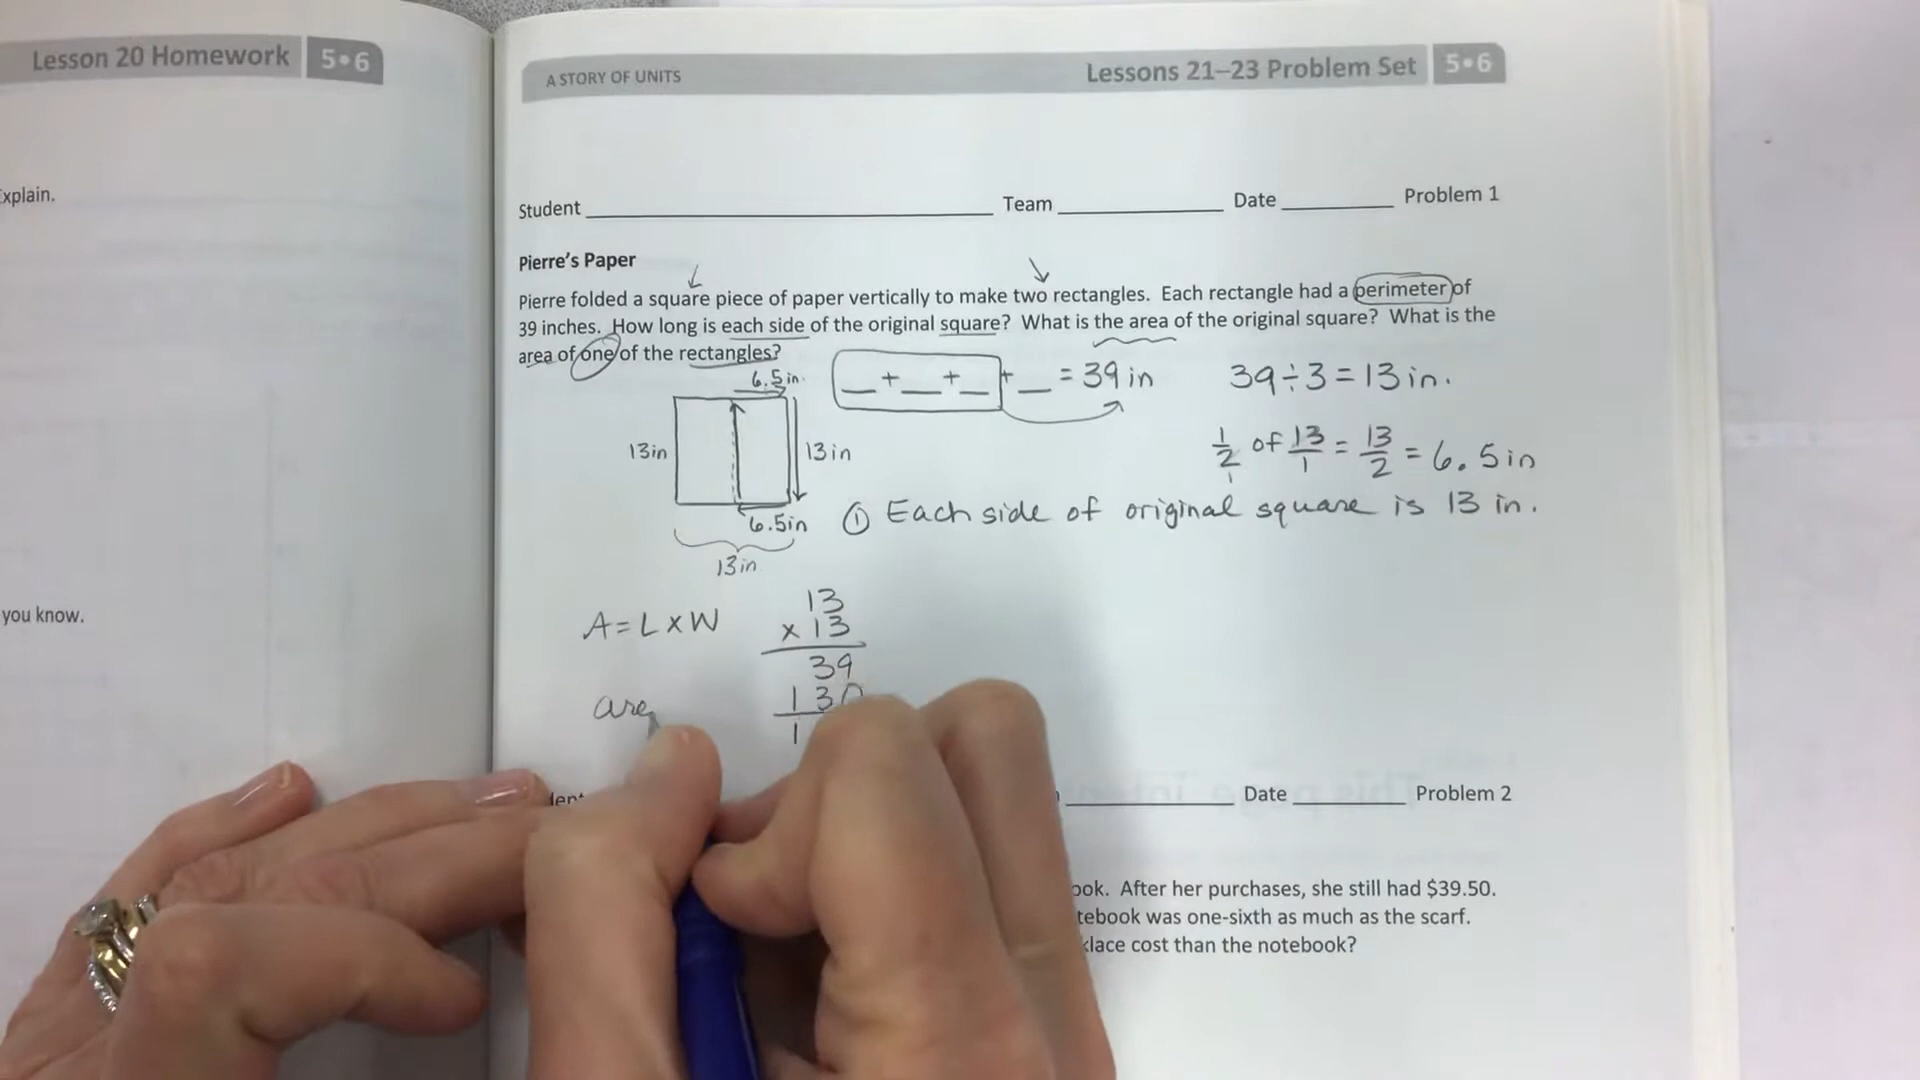 Lesson 20 Homework 5•6
xplain.
you know.
A STORY OF UNITS
Lessons 21–23 Problem Set 5•6
Student Team Date Problem 1
Pierre's Paper
Pierre folded a square piece of paper vertically to make two rectangles. Each rectangle had a perimeter of
39 inches. How long is each side of the original square? What is the area of the original square? What is the
area of one of the rectangles?
6.5in.
13in
13in
6.5in
13in
_ + _ + _ + _ = 39 in
39 ÷ 3 = 13 in.
1/2 of 13/1 = 13/2 = 6.5in
① Each side of original square is 13 in.
A = L x W
13
x 13
39
130
1
are
Date Problem 2
ook. After her purchases, she still had $39.50.
tebook was one-sixth as much as the scarf.
klace cost than the notebook?